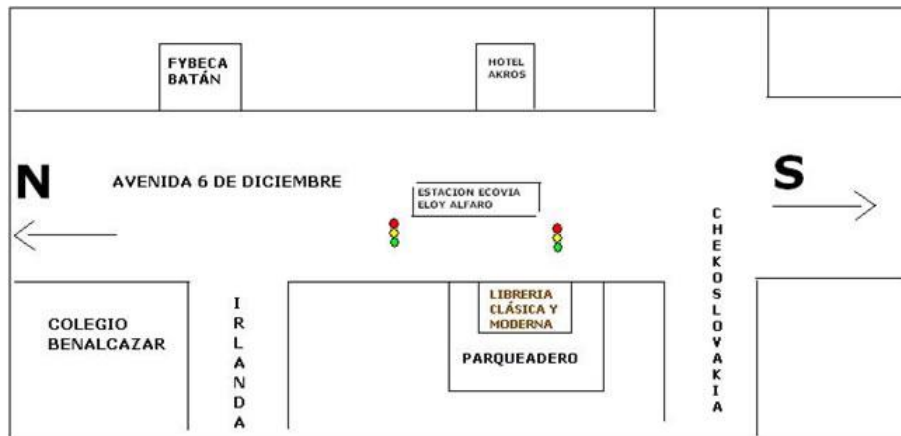 FYBECA
BATÁN
HOTEL
AKROS
N
AVENIDA 6 DE DICIEMBRE
S
ESTACION ECOVIA
ELOY ALFARO
CHEKOSLOVAKIA
IRLANDA
LIBRERIA
CLÁSICA Y
MODERNA
COLEGIO
BENALCAZAR
PARQUEADERO